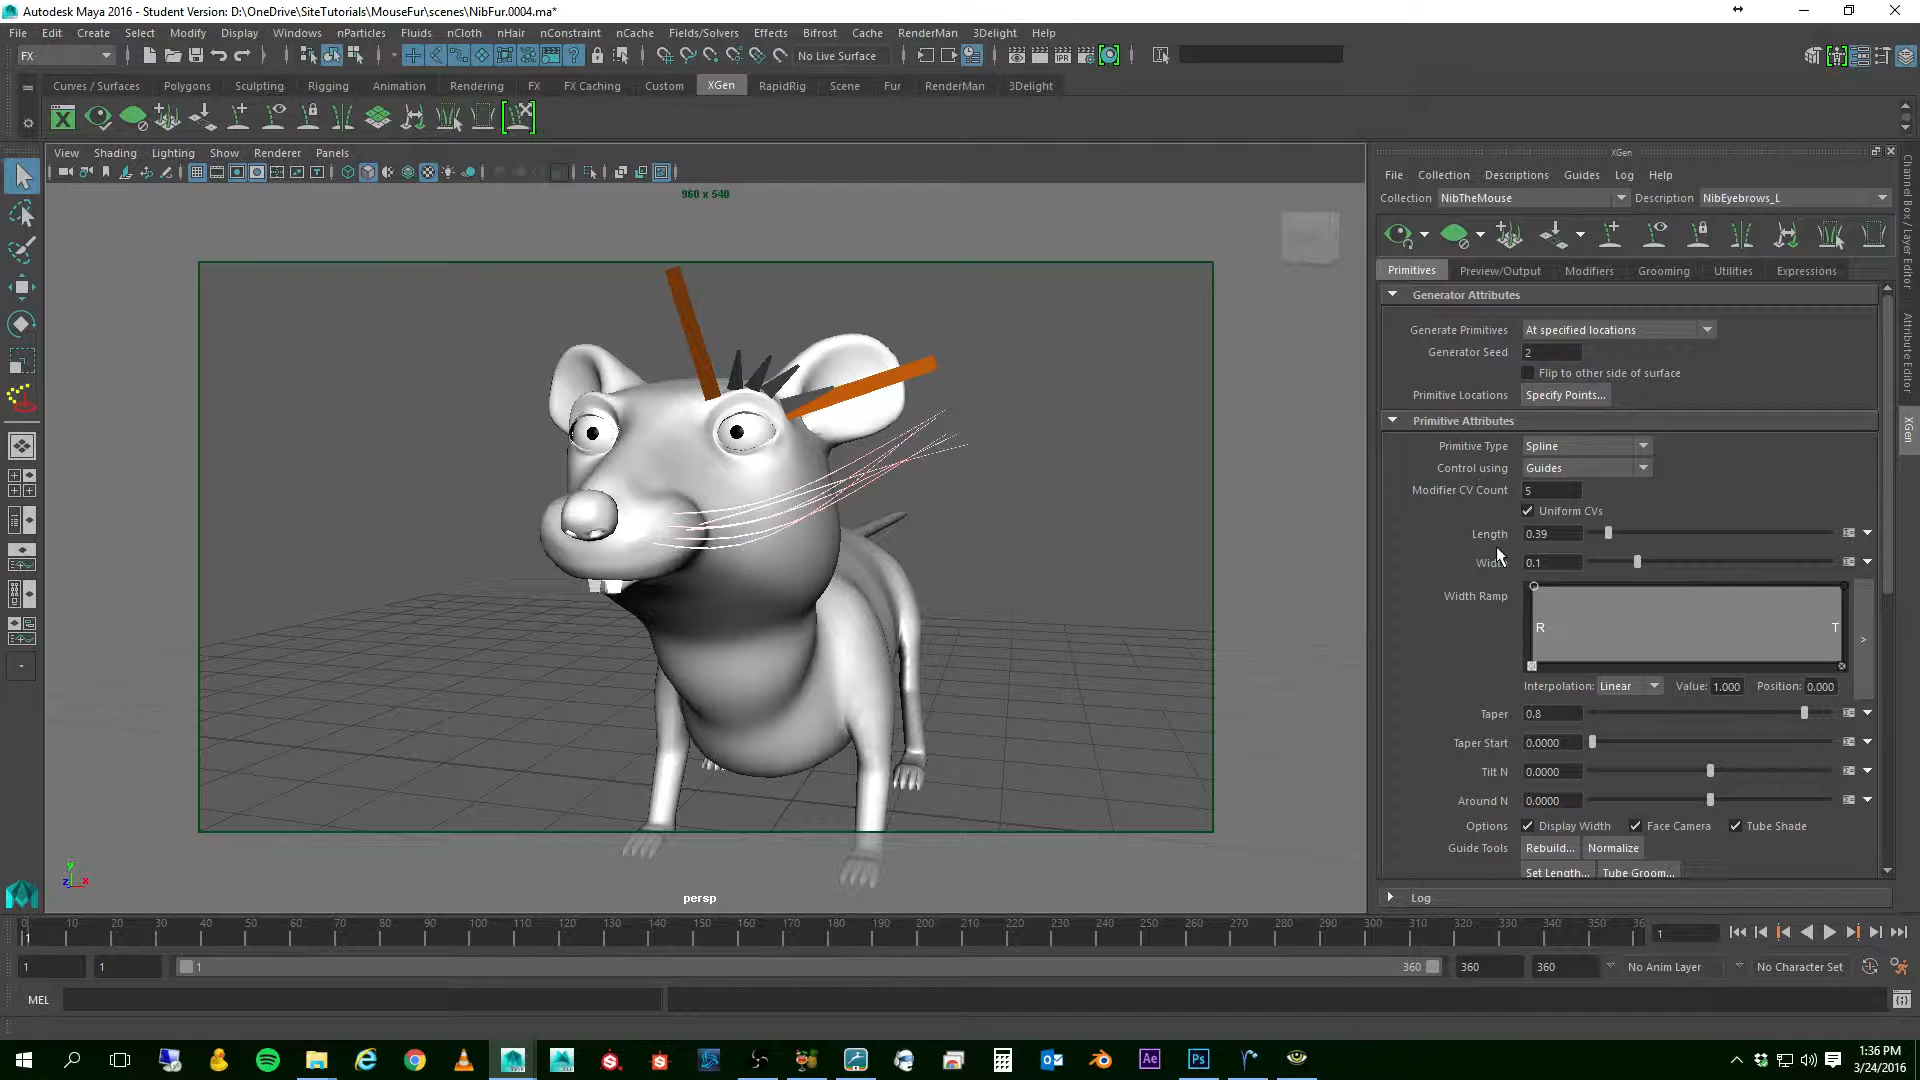 Autodesk Maya 2016 - Student Version: D:\OneDrive\SiteTutorials\MouseFur\scenes\NibFur.0004.ma*
File Edit Create Select Modify Display Windows nParticles Fluids nCloth nHair nConstraint nCache Fields/Solvers Effects Bifrost Cache RenderMan 3Delight Help
FX
No Live Surface
Curves / Surfaces Polygons Sculpting Rigging Animation Rendering FX FX Caching Custom XGen RapidRig Scene Fur RenderMan 3Delight
View Shading Lighting Show Renderer Panels
960 x 540
persp
XGen
File Collection Descriptions Guides Log Help
Collection NibTheMouse Description NibEyebrows_L
Primitives Preview/Output Modifiers Grooming Utilities Expressions
Generator Attributes
Generate Primitives At specified locations
Generator Seed 2
Flip to other side of surface
Primitive Locations Specify Points...
Primitive Attributes
Primitive Type Spline
Control using Guides
Modifier CV Count 5
Uniform CVs
Length 0.39
Width 0.1
Width Ramp
R T
Interpolation: Linear Value: 1.000 Position: 0.000
Taper 0.8
Taper Start 0.0000
Tilt N 0.0000
Around N 0.0000
Options Display Width Face Camera Tube Shade
Guide Tools Rebuild... Normalize
Set Length... Tube Groom...
Log
Channel Box / Layer Editor
Attribute Editor
XGen
0 10 20 30 40 50 60 70 80 90 100 110 120 130 140 150 160 170 180 190 200 210 220 230 240 250 260 270 280 290 300 310 320 330 340 350 36
1
1
1 1 1 360 360 360 No Anim Layer No Character Set
MEL
1:36 PM
3/24/2016